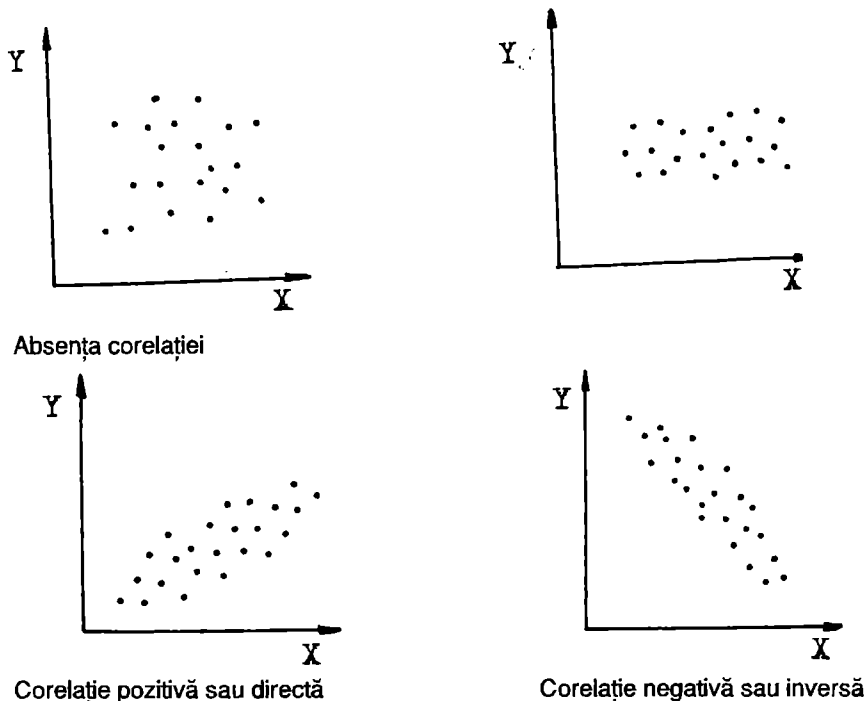 Y
Y
X
X
Absența corelației
Y
Y
X
X
Corelație pozitivă sau directă
Corelație negativă sau inversă